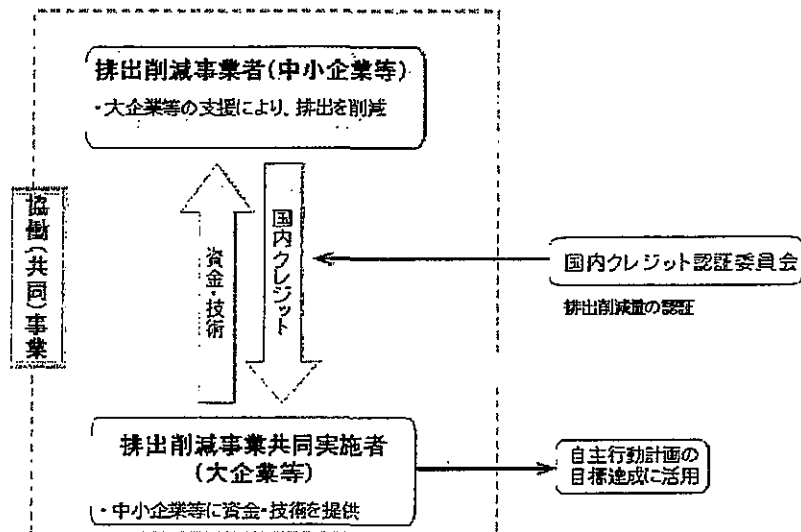 排出削減事業者(中小企業等)
・大企業等の支援により、排出を削減
協働(共同)事業
資金・技術
国内クレジット
国内クレジット認証委員会
排出削減量の認証
排出削減事業共同実施者
(大企業等)
・中小企業等に資金・技術を提供
自主行動計画の
目標達成に活用